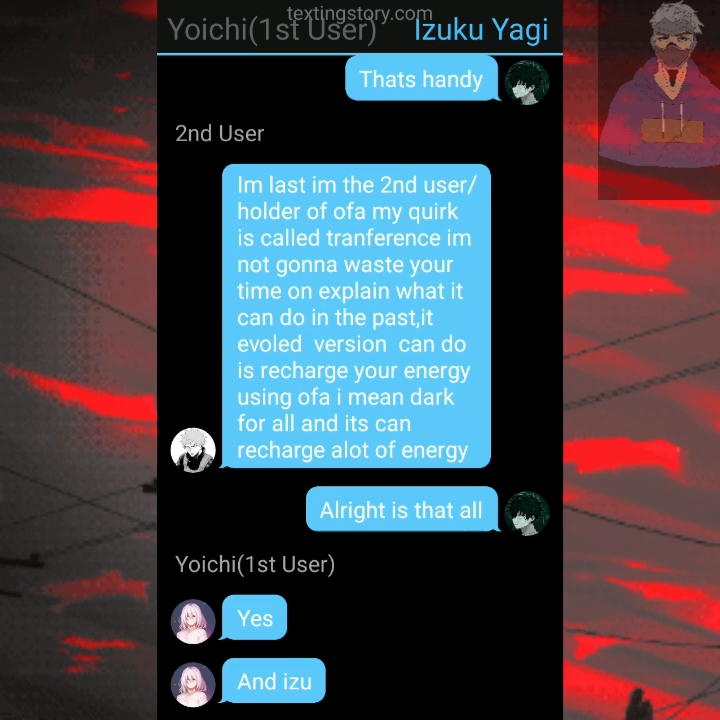 textingstory.com
Yoichi(1st User) Izuku Yagi
Thats handy
2nd User
Im last im the 2nd user/
holder of ofa my quirk
is called tranference im
not gonna waste your
time on explain what it
can do in the past,it
evoled version can do
is recharge your energy
using ofa i mean dark
for all and its can
recharge alot of energy
Alright is that all
Yoichi(1st User)
Yes
And izu